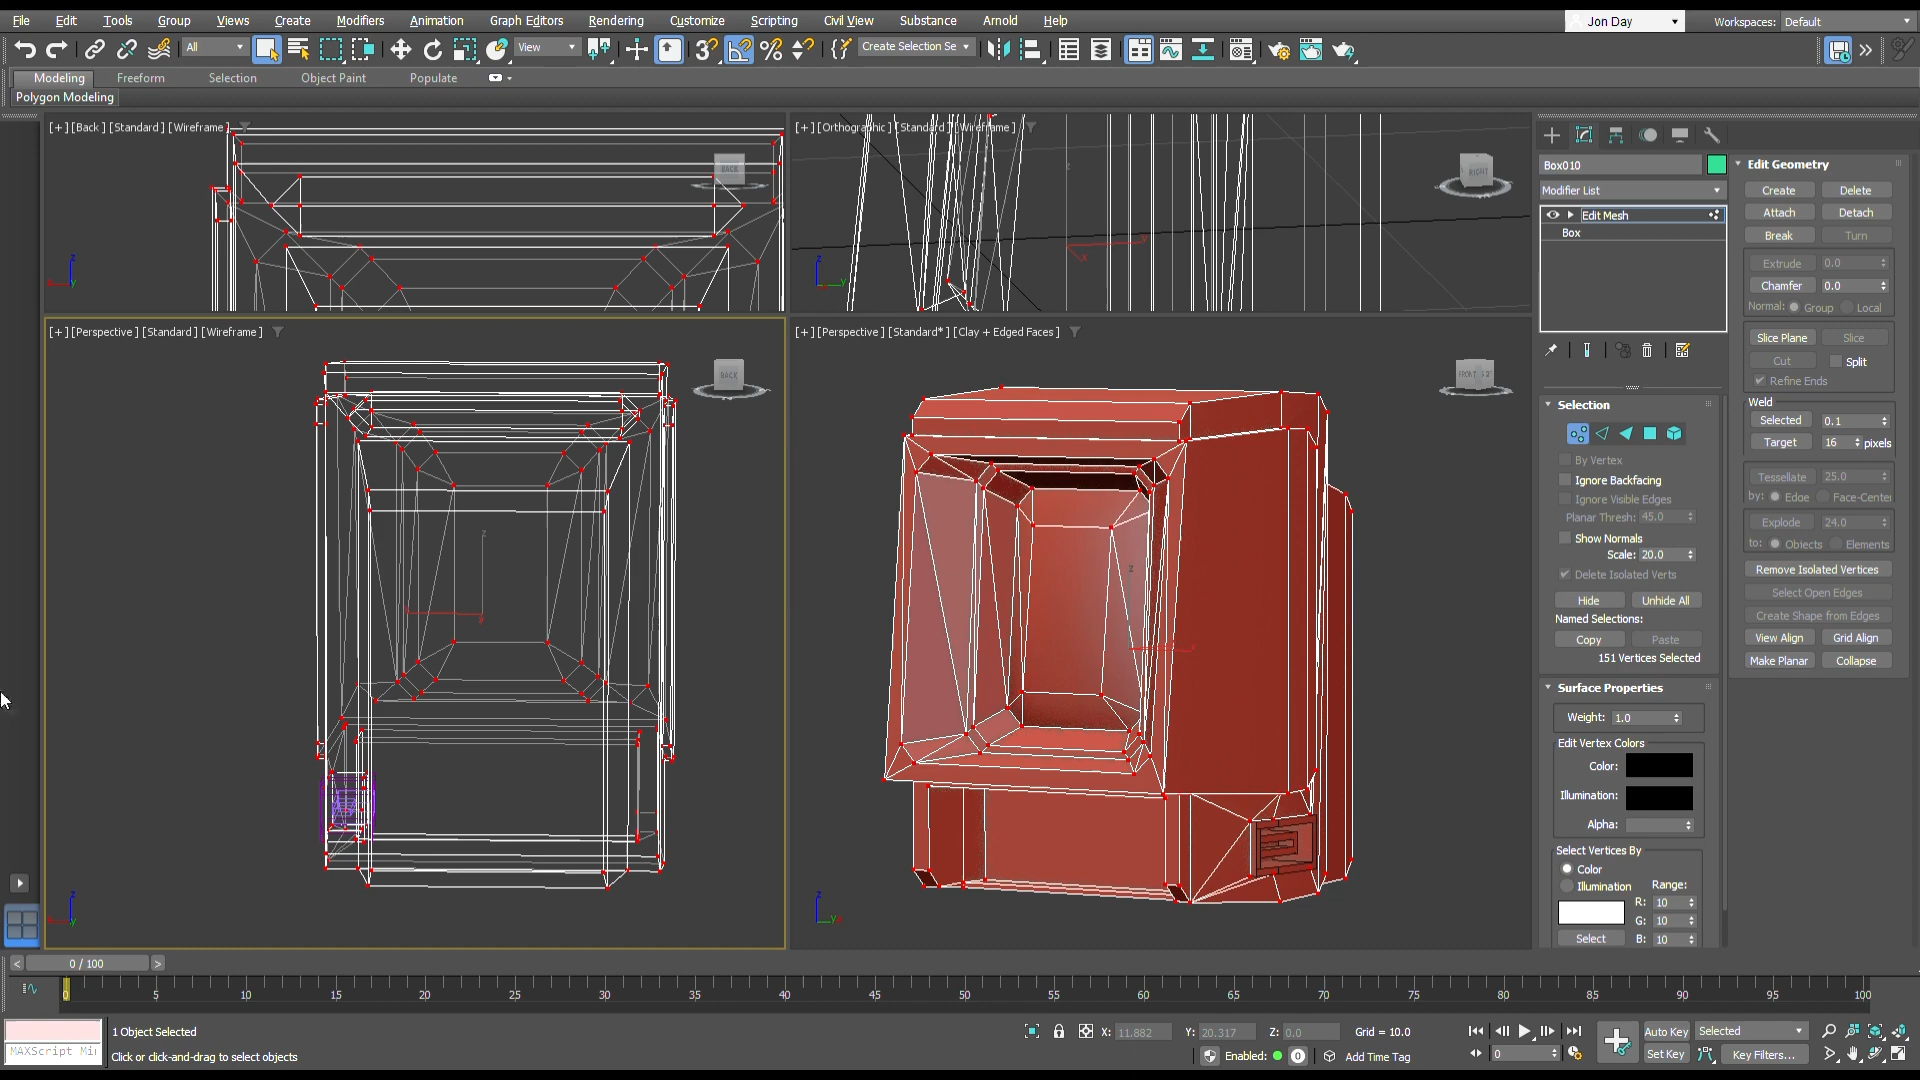 File Edit Tools Group Views Create Modifiers Animation Graph Editors Rendering Customize Scripting Civil View Substance Arnold Help Jon Day Workspaces: Default
All View Create Selection Se
Modeling Freeform Selection Object Paint Populate
Polygon Modeling
[+] [Back] [Standard] [Wireframe]
[+] [Orthographic] [Standard] [Wireframe]
BACK
RIGHT
[+] [Perspective] [Standard] [Wireframe]
[+] [Perspective] [Standard*] [Clay + Edged Faces]
BACK
FRONT
Box010
Modifier List
Edit Mesh
Box
Selection
By Vertex
Ignore Backfacing
Ignore Visible Edges
Planar Thresh: 45.0
Show Normals
Scale: 20.0
Delete Isolated Verts
Hide Unhide All
Named Selections:
Copy Paste
151 Vertices Selected
Surface Properties
Weight: 1.0
Edit Vertex Colors
Color:
Illumination:
Alpha:
Select Vertices By
Color
Illumination Range:
R: 10
G: 10
Select B: 10
Edit Geometry
Create Delete
Attach Detach
Break Turn
Extrude 0.0
Chamfer 0.0
Normal: Group Local
Slice Plane Slice
Cut Split
Refine Ends
Weld
Selected 0.1
Target 16 pixels
Tessellate 25.0
by: Edge Face-Center
Explode 24.0
to: Objects Elements
Remove Isolated Vertices
Select Open Edges
Create Shape from Edges
View Align Grid Align
Make Planar Collapse
< 0 / 100 >
0 5 10 15 20 25 30 35 40 45 50 55 60 65 70 75 80 85 90 95 100
1 Object Selected X: 11.882 Y: 20.317 Z: 0.0 Grid = 10.0 Auto Key Selected
MAXScript Mi Click or click-and-drag to select objects Enabled: 0 Add Time Tag 0 Set Key Key Filters...